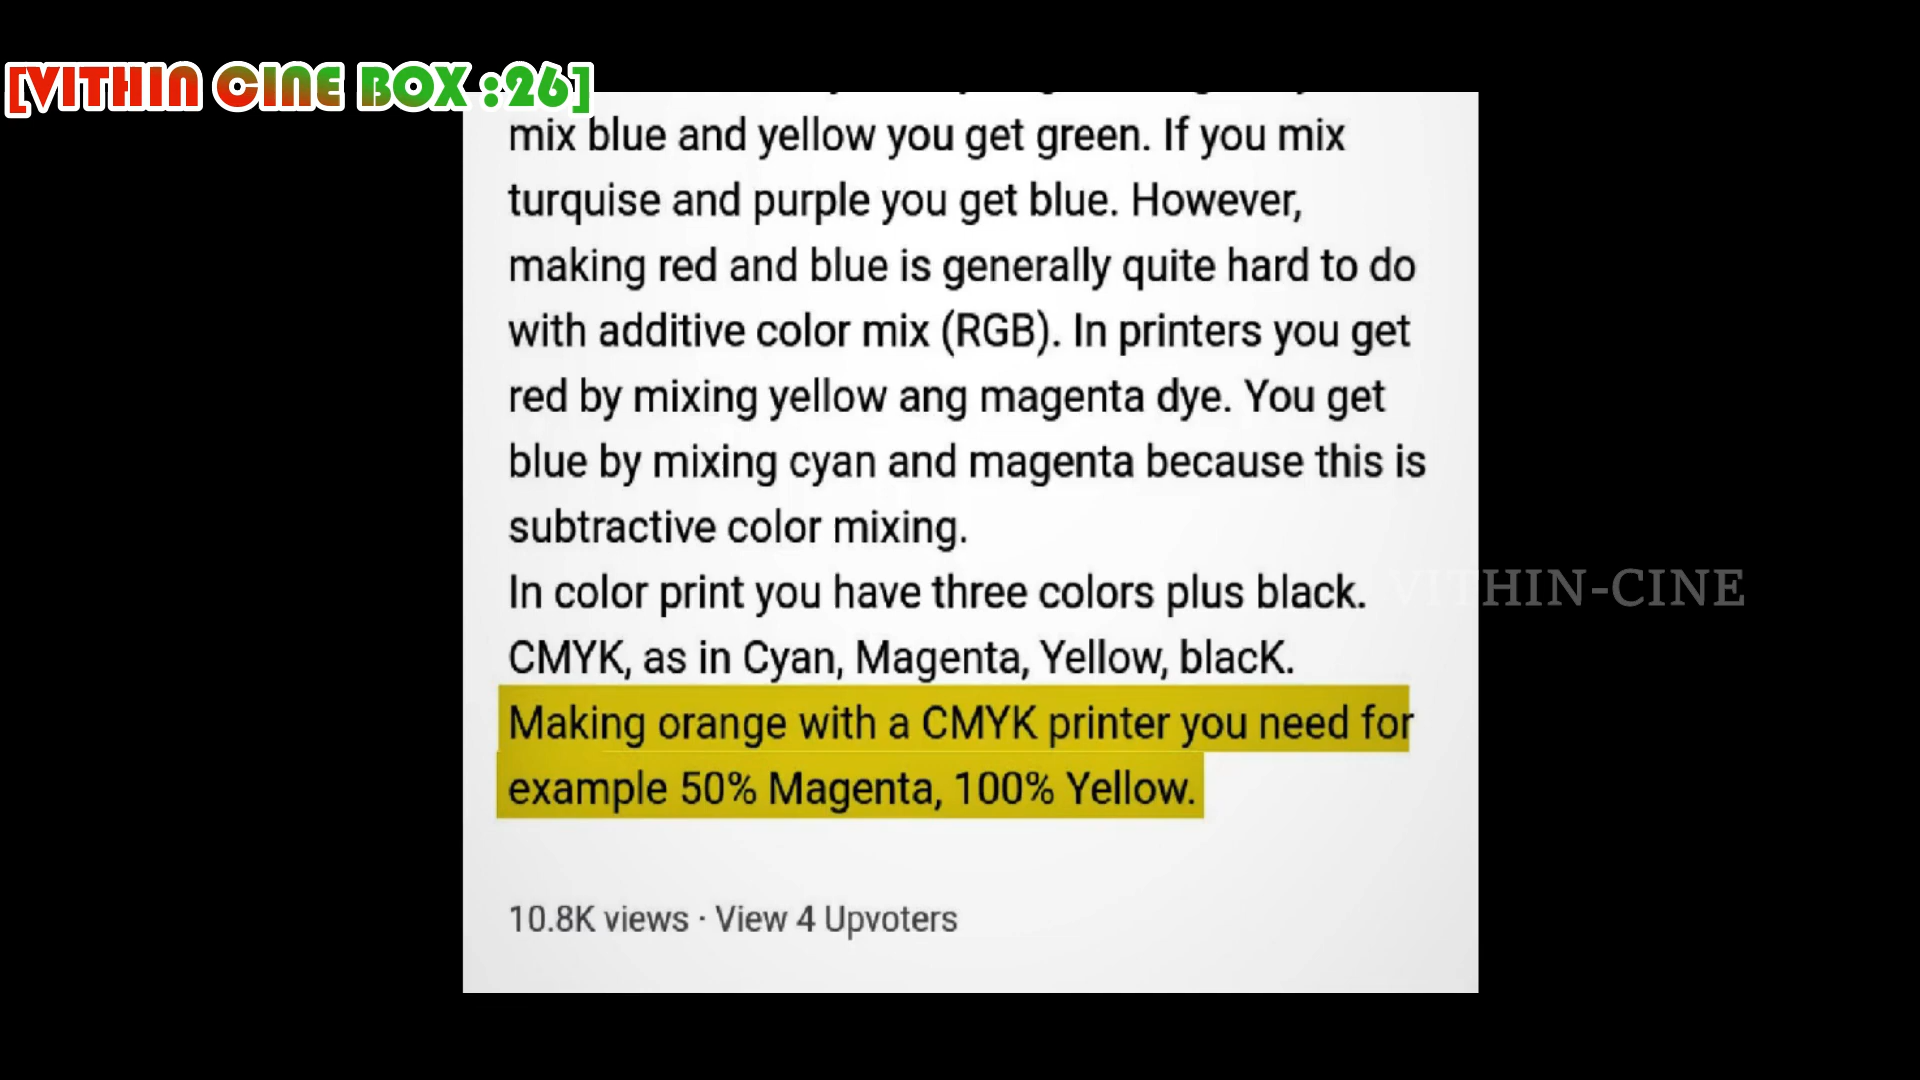 [VITHIN CINE BOX :26]
mix blue and yellow you get green. If you mix
turquise and purple you get blue. However,
making red and blue is generally quite hard to do
with additive color mix (RGB). In printers you get
red by mixing yellow ang magenta dye. You get
blue by mixing cyan and magenta because this is
subtractive color mixing.
In color print you have three colors plus black.
VITHIN-CINE
CMYK, as in Cyan, Magenta, Yellow, blacK.
Making orange with a CMYK printer you need for
example 50% Magenta, 100% Yellow.
10.8K views · View 4 Upvoters